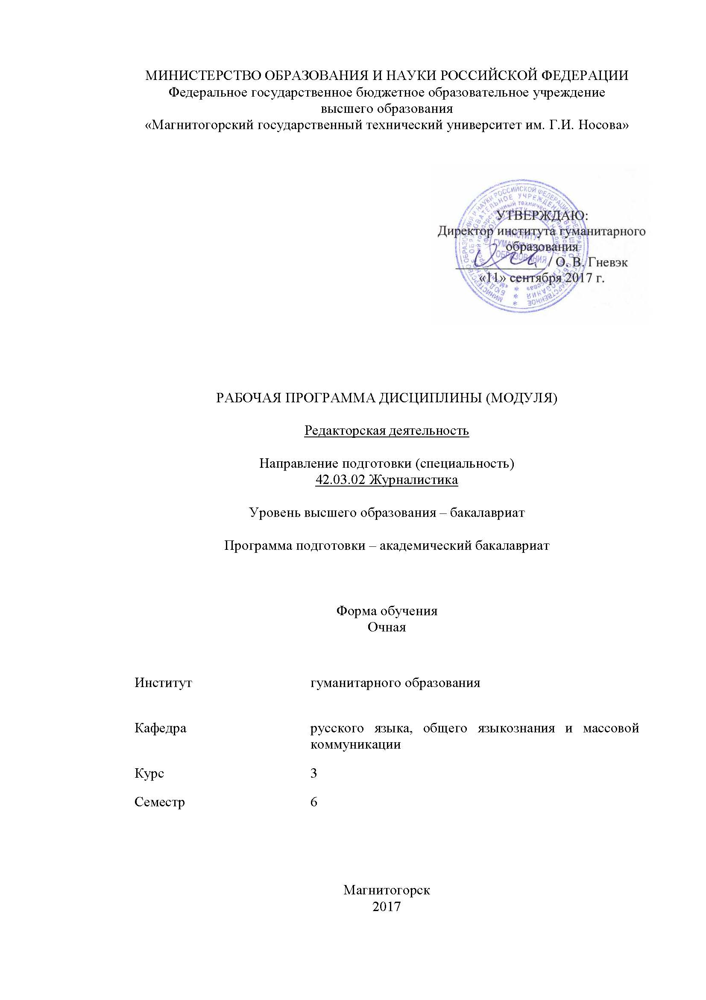 МИНИСТЕРСТВО ОБРАЗОВАНИЯ И НАУКИ РОССИЙСКОЙ ФЕДЕРАЦИИ
Федеральное государственное бюджетное образовательное учреждение
высшего образования
«Магнитогорский государственный технический университет им. Г.И. Носова»
УТВЕРЖДАЮ:
Директор института гуманитарного
образования
/ О. В. Гневэк
«11» сентября 2017 г.
ИНСТИТУТ
ГУМАНИТАРНОГО
ОБРАЗОВАНИЯ
РАБОЧАЯ ПРОГРАММА ДИСЦИПЛИНЫ (МОДУЛЯ)
Редакторская деятельность
Направление подготовки (специальность)
42.03.02 Журналистика
Уровень высшего образования – бакалавриат
Программа подготовки – академический бакалавриат
Форма обучения
Очная
Институт гуманитарного образования
Кафедра русского языка, общего языкознания и массовой
коммуникации
Курс 3
Семестр 6
Магнитогорск
2017